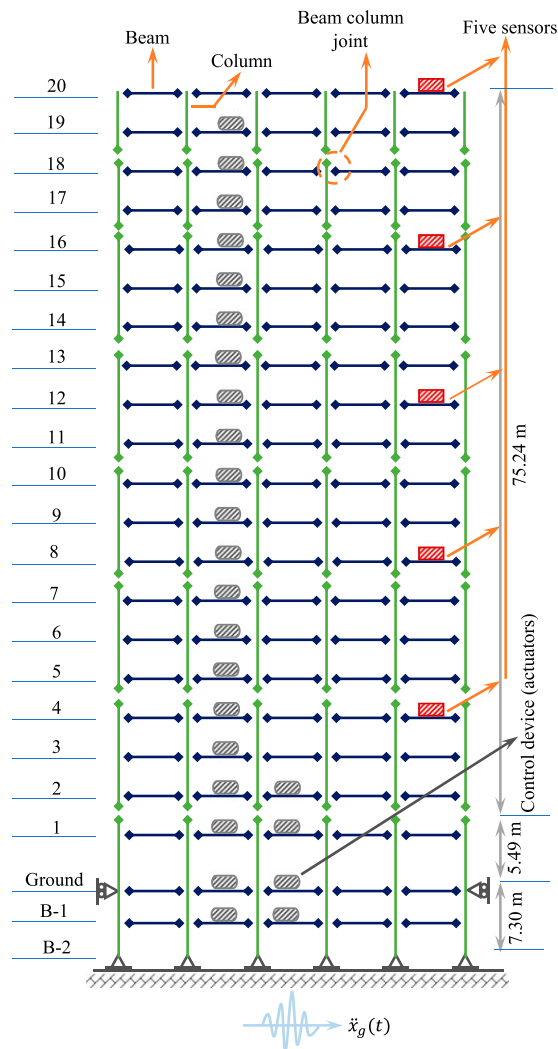 Beam column
joint
Five sensors
Beam
Column
20
19
18
17
16
15
14
13
12
11
10
9
8
7
6
5
4
3
2
1
Ground
B-1
B-2
75.24 m
Control device (actuators)
5.49 m
7.30 m
ẍg(t)